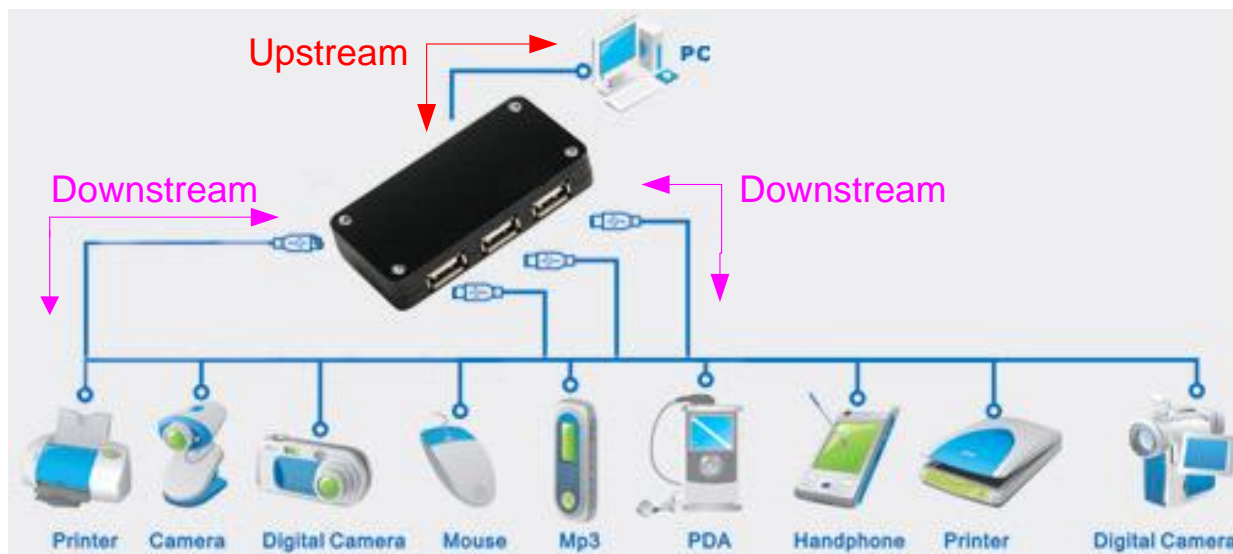 Upstream
PC
Downstream
Downstream
Printer
Camera
Digital Camera
Mouse
Mp3
PDA
Handphone
Printer
Digital Camera